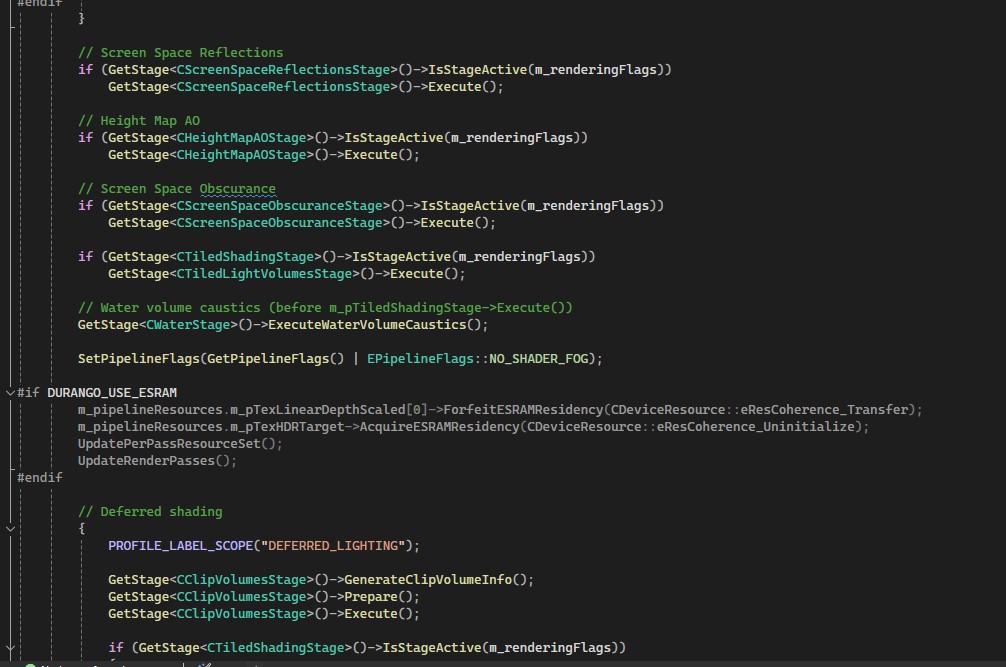 #endif
}
// Screen Space Reflections
if (GetStage<CScreenSpaceReflectionsStage>()->IsStageActive(m_renderingFlags))
GetStage<CScreenSpaceReflectionsStage>()->Execute();
// Height Map AO
if (GetStage<CHeightMapAOStage>()->IsStageActive(m_renderingFlags))
GetStage<CHeightMapAOStage>()->Execute();
// Screen Space Obscurance
if (GetStage<CScreenSpaceObscuranceStage>()->IsStageActive(m_renderingFlags))
GetStage<CScreenSpaceObscuranceStage>()->Execute();
if (GetStage<CTiledShadingStage>()->IsStageActive(m_renderingFlags))
GetStage<CTiledLightVolumesStage>()->Execute();
// Water volume caustics (before m_pTiledShadingStage->Execute())
GetStage<CWaterStage>()->ExecuteWaterVolumeCaustics();
SetPipelineFlags(GetPipelineFlags() | EPipelineFlags::NO_SHADER_FOG);
#if DURANGO_USE_ESRAM
m_pipelineResources.m_pTexLinearDepthScaled[0]->ForfeitESRAMResidency(CDeviceResource::eResCoherence_Transfer);
m_pipelineResources.m_pTexHDRTarget->AcquireESRAMResidency(CDeviceResource::eResCoherence_Uninitialize);
UpdatePerPassResourceSet();
UpdateRenderPasses();
#endif
// Deferred shading
{
PROFILE_LABEL_SCOPE("DEFERRED_LIGHTING");
GetStage<CClipVolumesStage>()->GenerateClipVolumeInfo();
GetStage<CClipVolumesStage>()->Prepare();
GetStage<CClipVolumesStage>()->Execute();
if (GetStage<CTiledShadingStage>()->IsStageActive(m_renderingFlags))